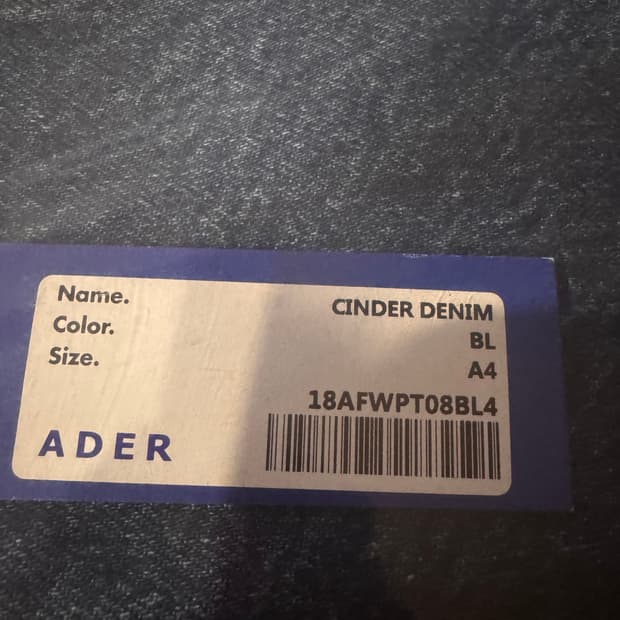 Name. CINDER DENIM
Color. BL
Size. A4
18AFWPT08BL4
ADER